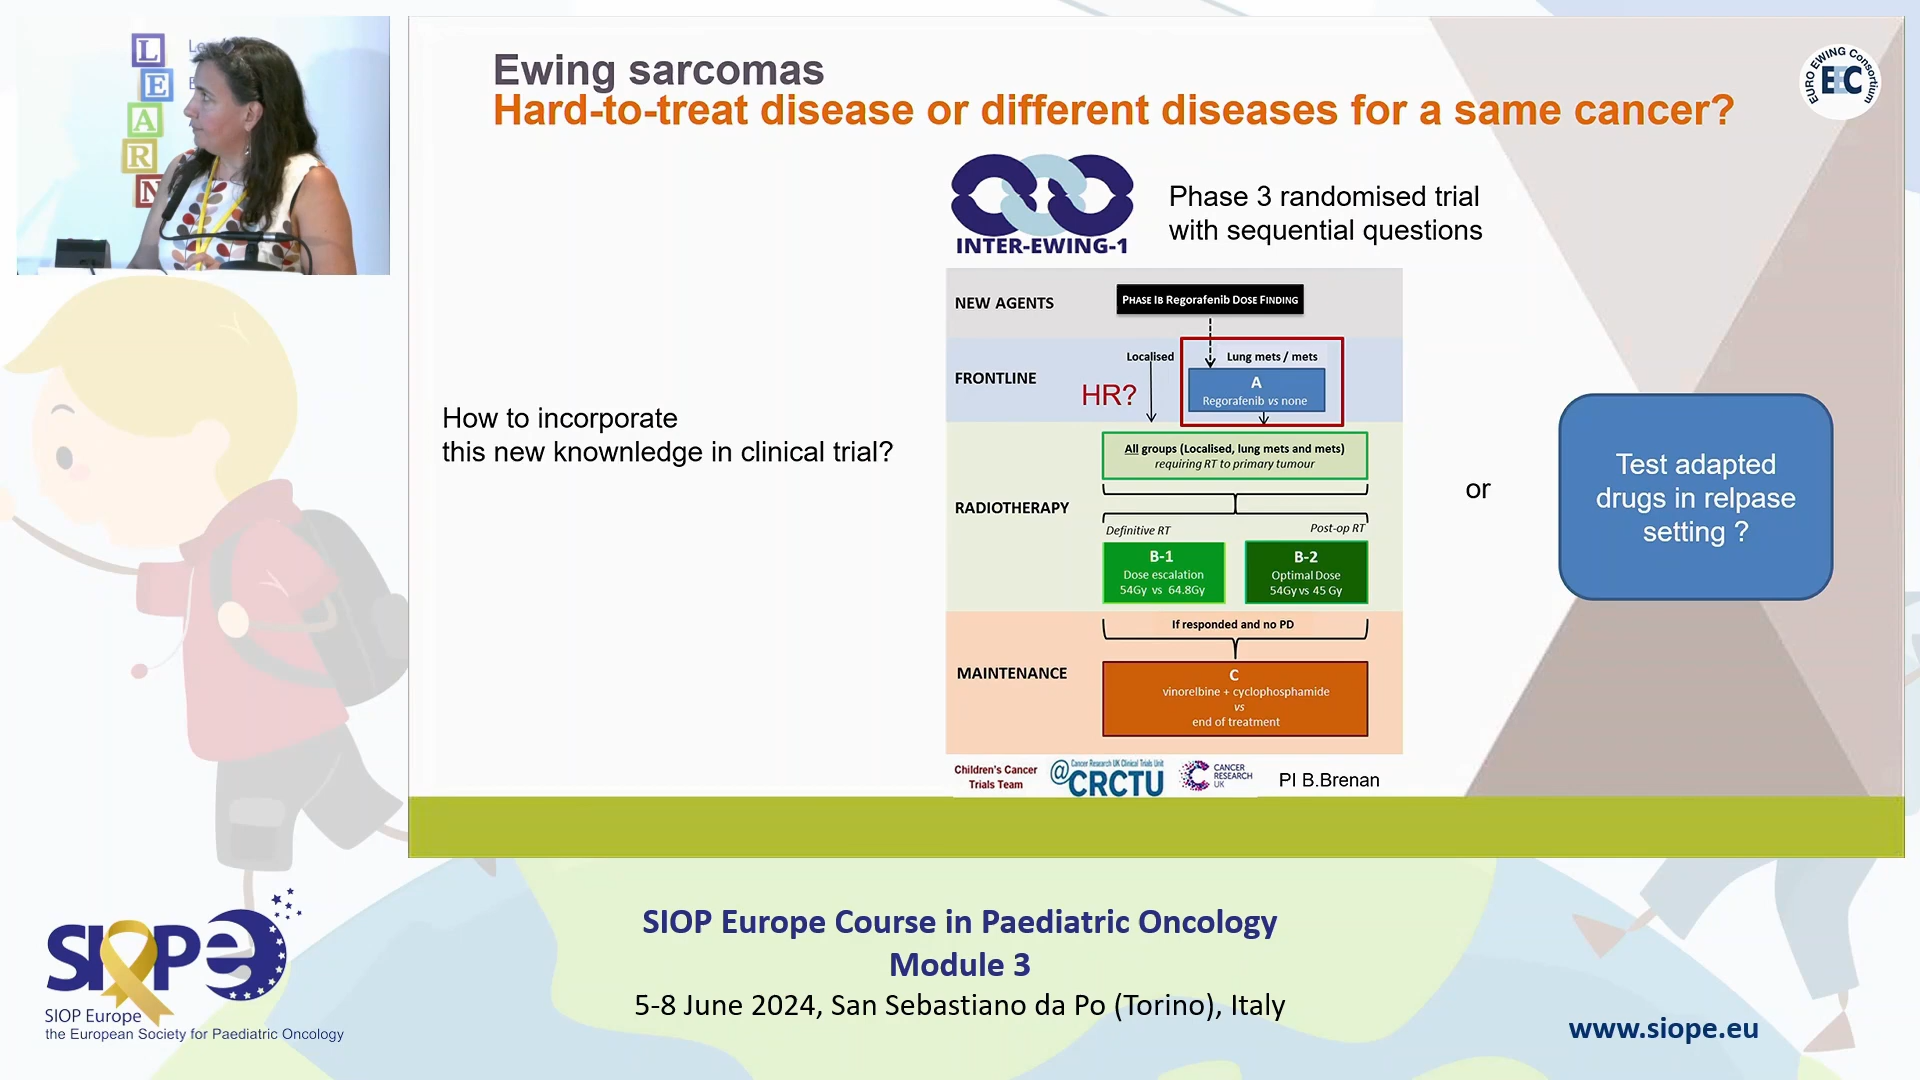 L
E
A
R
N
Ewing sarcomas
Hard-to-treat disease or different diseases for a same cancer?
EURO EWING Consortium
EEC
INTER-EWING-1
Phase 3 randomised trial
with sequential questions
NEW AGENTS
PHASE IB Regorafenib DOSE FINDING
FRONTLINE
Localised
Lung mets / mets
HR?
A
Regorafenib vs none
How to incorporate
this new knownledge in clinical trial?
All groups (Localised, lung mets and mets)
requiring RT to primary tumour
RADIOTHERAPY
Definitive RT
Post-op RT
B-1
Dose escalation
54Gy vs 64.8Gy
B-2
Optimal Dose
54Gy vs 45 Gy
or
Test adapted
drugs in relpase
setting ?
If responded and no PD
MAINTENANCE
C
vinorelbine + cyclophosphamide
vs
end of treatment
Children's Cancer
Trials Team
Cancer Research UK Clinical Trials Unit
@CRCTU
CANCER
RESEARCH
UK
PI B.Brenan
SIOPe
SIOP Europe
the European Society for Paediatric Oncology
SIOP Europe Course in Paediatric Oncology
Module 3
5-8 June 2024, San Sebastiano da Po (Torino), Italy
www.siope.eu